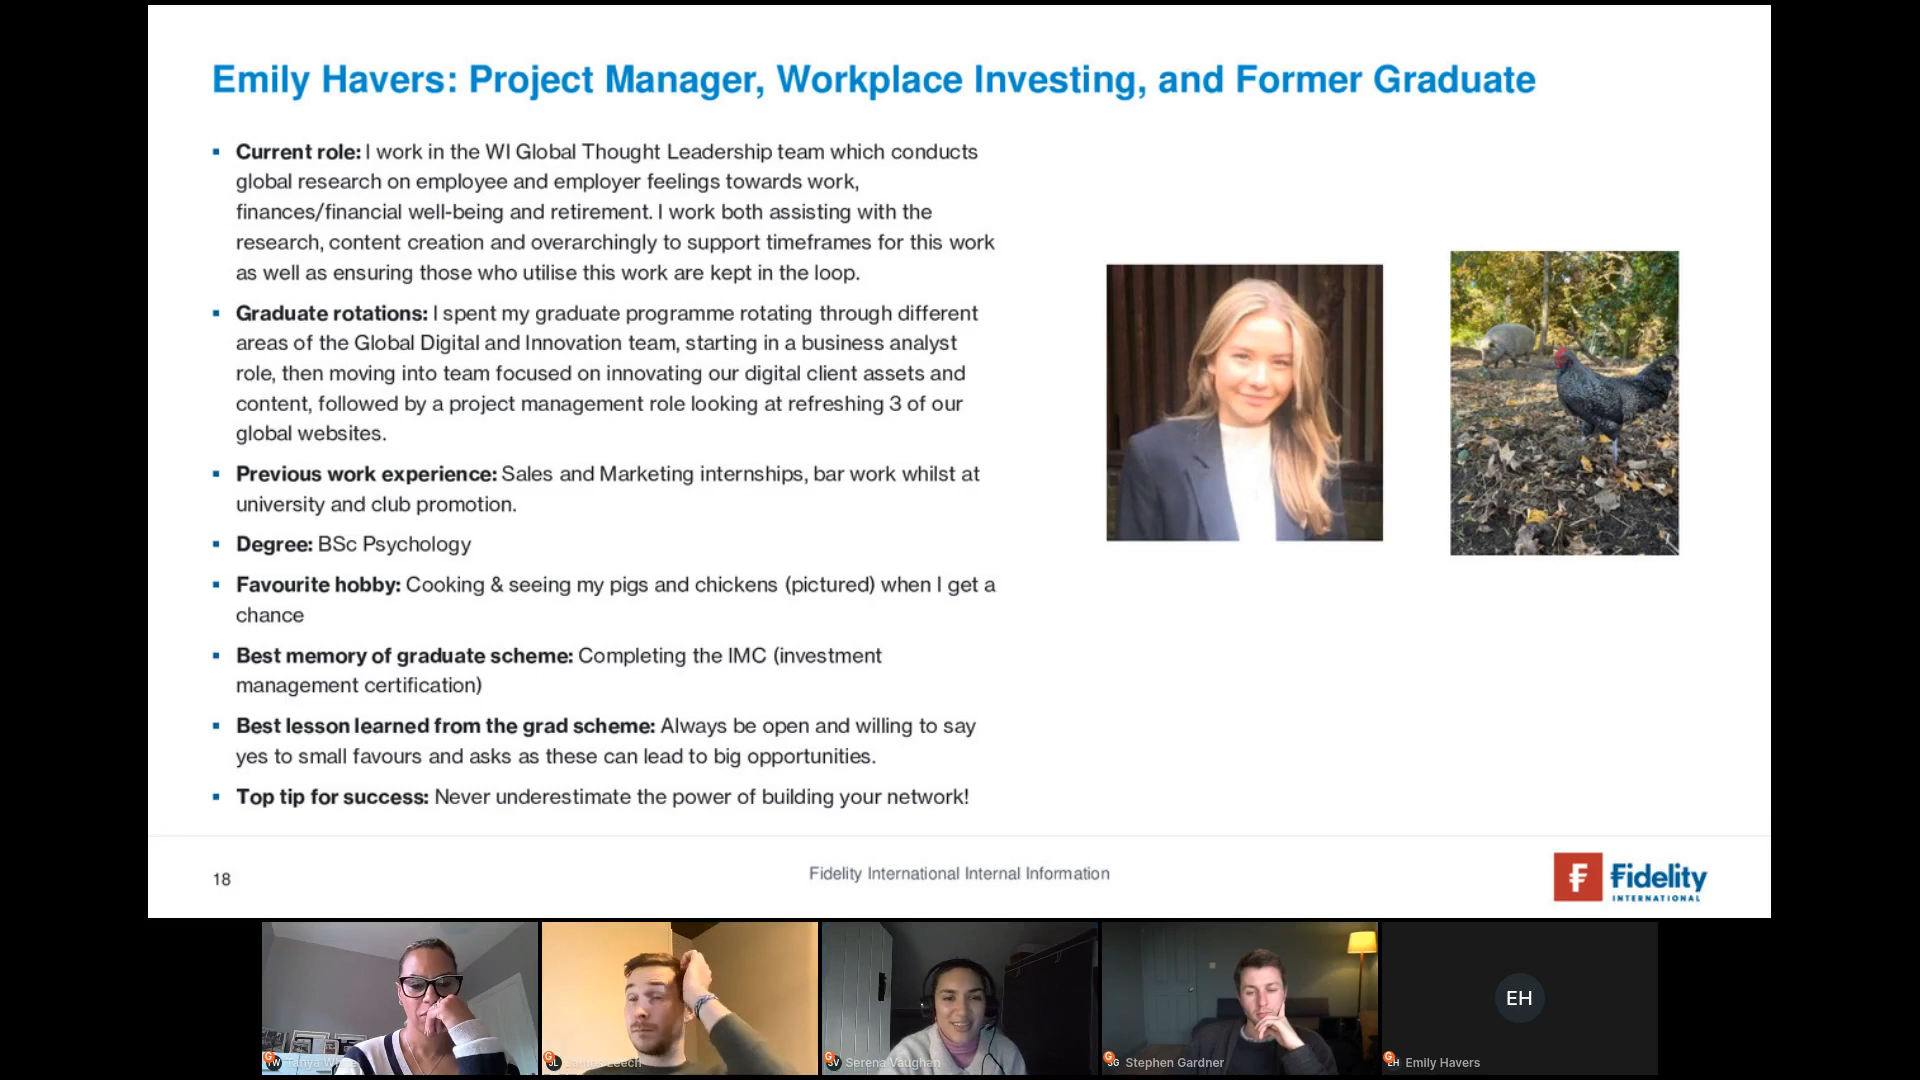 Emily Havers: Project Manager, Workplace Investing, and Former Graduate
Current role: I work in the WI Global Thought Leadership team which conducts
global research on employee and employer feelings towards work,
finances/financial well-being and retirement. I work both assisting with the
research, content creation and overarchingly to support timeframes for this work
as well as ensuring those who utilise this work are kept in the loop.
Graduate rotations: I spent my graduate programme rotating through different
areas of the Global Digital and Innovation team, starting in a business analyst
role, then moving into team focused on innovating our digital client assets and
content, followed by a project management role looking at refreshing 3 of our
global websites.
Previous work experience: Sales and Marketing internships, bar work whilst at
university and club promotion.
Degree: BSc Psychology
Favourite hobby: Cooking & seeing my pigs and chickens (pictured) when I get a
chance
Best memory of graduate scheme: Completing the IMC (investment
management certification)
Best lesson learned from the grad scheme: Always be open and willing to say
yes to small favours and asks as these can lead to big opportunities.
Top tip for success: Never underestimate the power of building your network!
18
Fidelity International Internal Information
Fidelity
INTERNATIONAL
EH
Tanya
Leech
Serena Vaughan
Stephen Gardner
Emily Havers